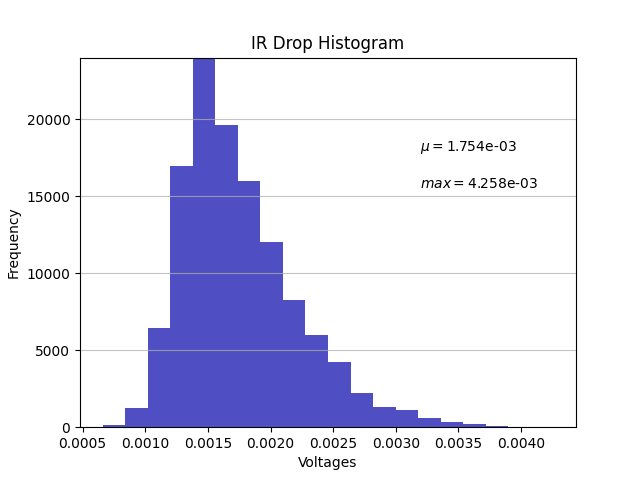 IR Drop Histogram
20000
15000
10000
5000
0
Frequency
μ = 1.754e-03
max = 4.258e-03
0.0005 0.0010 0.0015 0.0020 0.0025 0.0030 0.0035 0.0040
Voltages